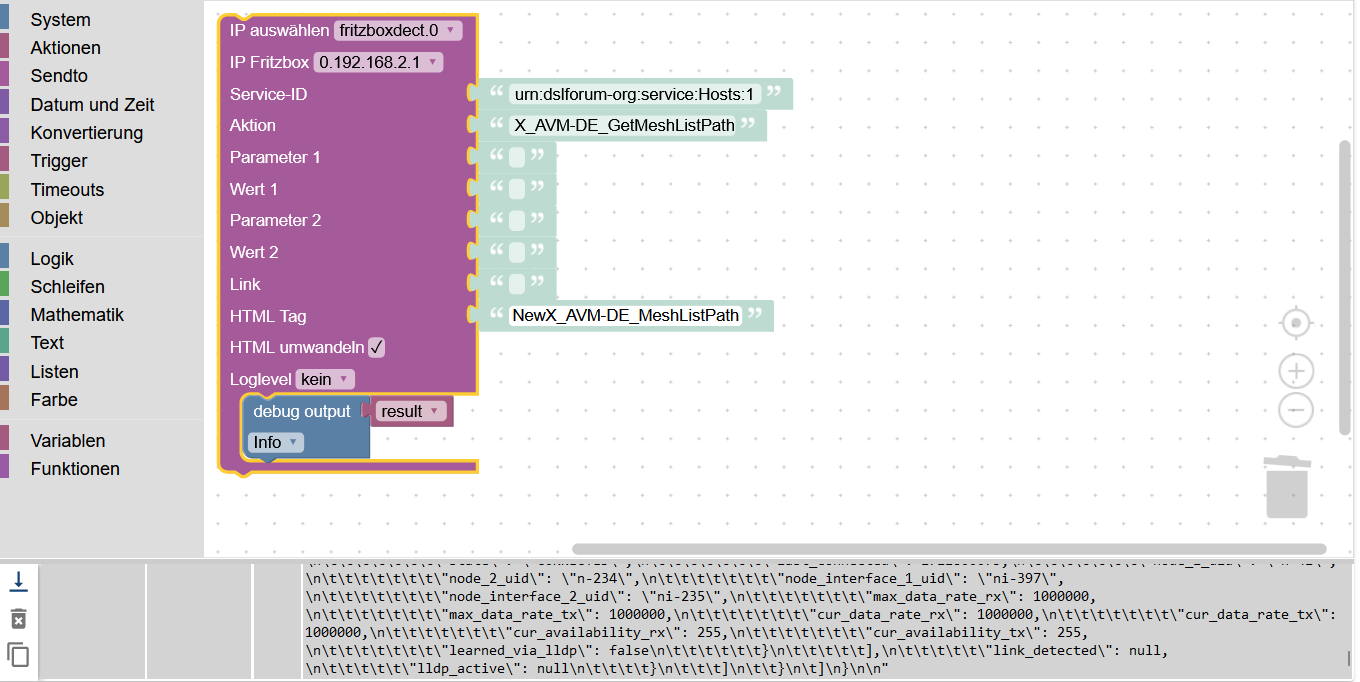 System
Aktionen
Sendto
Datum und Zeit
Konvertierung
Trigger
Timeouts
Objekt
Logik
Schleifen
Mathematik
Text
Listen
Farbe
Variablen
Funktionen
IP auswählen fritzboxdect.0
IP Fritzbox 0.192.168.2.1
Service-ID “ urn:dslforum-org:service:Hosts:1 ”
Aktion “ X_AVM-DE_GetMeshListPath ”
Parameter 1 “ ”
Wert 1 “ ”
Parameter 2 “ ”
Wert 2 “ ”
Link “ ”
HTML Tag “ NewX_AVM-DE_MeshListPath ”
HTML umwandeln ✓
Loglevel kein
debug output result
Info
\n\t\t\t\t\t\t\t\"node_2_uid\": \"n-234\",\n\t\t\t\t\t\t\t\"node_interface_1_uid\": \"ni-397\",
\n\t\t\t\t\t\t\t\"node_interface_2_uid\": \"ni-235\",\n\t\t\t\t\t\t\t\"max_data_rate_rx\": 1000000,
\n\t\t\t\t\t\t\t\"max_data_rate_tx\": 1000000,\n\t\t\t\t\t\t\t\"cur_data_rate_rx\": 1000000,\n\t\t\t\t\t\t\t\"cur_data_rate_tx\":
1000000,\n\t\t\t\t\t\t\t\"cur_availability_rx\": 255,\n\t\t\t\t\t\t\t\"cur_availability_tx\": 255,
\n\t\t\t\t\t\t\t\"learned_via_lldp\": false\n\t\t\t\t\t\t}\n\t\t\t\t\t],\n\t\t\t\t\t\"link_detected\": null,
\n\t\t\t\t\t\"lldp_active\": null\n\t\t\t\t}\n\t\t\t]\n\t\t}\n\t]\n}\n\n"